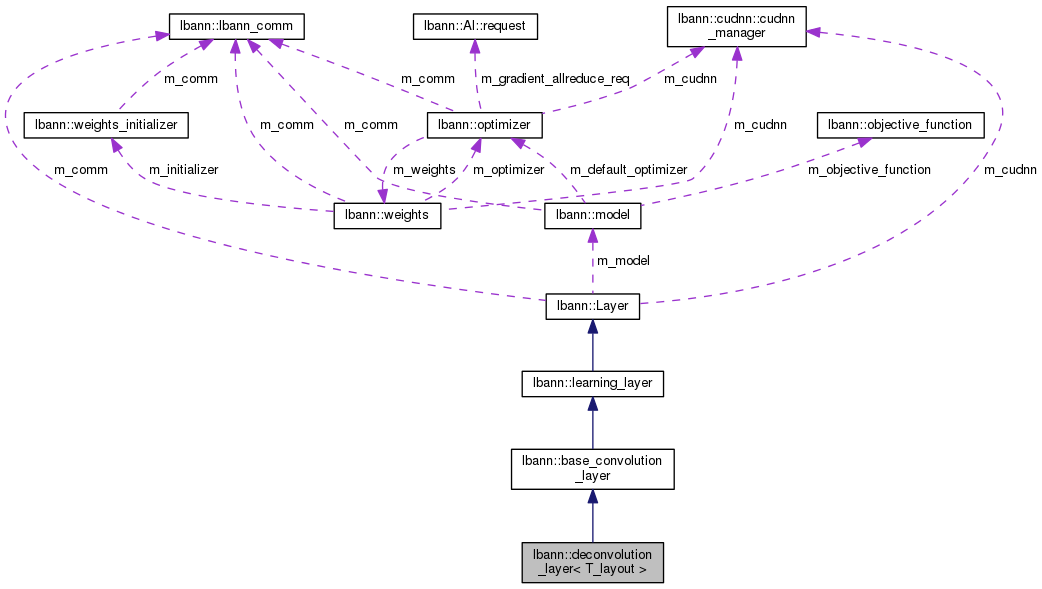 lbann::lbann_comm
lbann::Al::request
lbann::cudnn::cudnn
_manager
m_comm
m_comm
m_gradient_allreduce_req
m_cudnn
lbann::weights_initializer
m_comm
m_comm
lbann::optimizer
m_cudnn
lbann::objective_function
m_comm
m_initializer
m_weights
m_optimizer
m_default_optimizer
m_objective_function
m_cudnn
lbann::weights
lbann::model
m_model
lbann::Layer
lbann::learning_layer
lbann::base_convolution
_layer
lbann::deconvolution
_layer< T_layout >